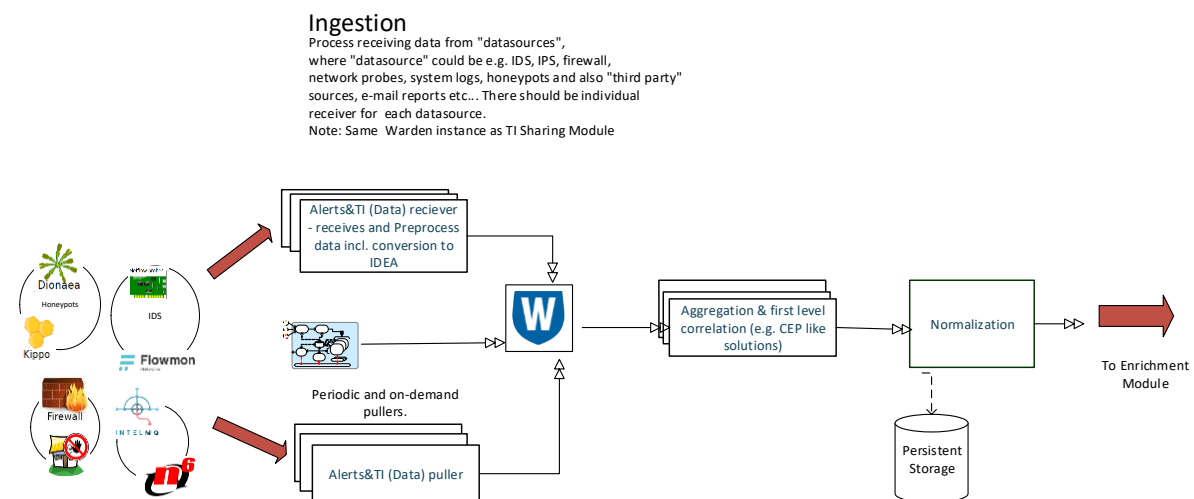 Ingestion
Process receiving data from "datasources",
where "datasource" could be e.g. IDS, IPS, firewall,
network probes, system logs, honeypots and also "third party"
sources, e-mail reports etc... There should be individual
receiver for each datasource.
Note: Same Warden instance as TI Sharing Module
Alerts&TI (Data) reciever
- receives and Preprocess
data incl. conversion to
IDEA
Dionaea
Honeypots
Kippo
IDS
Flowmon
W
Aggregation & first level
correlation (e.g. CEP like
solutions)
Normalization
To Enrichment
Module
Periodic and on-demand
pullers.
Firewall
INTELMQ
n6
Alerts&TI (Data) puller
Persistent
Storage